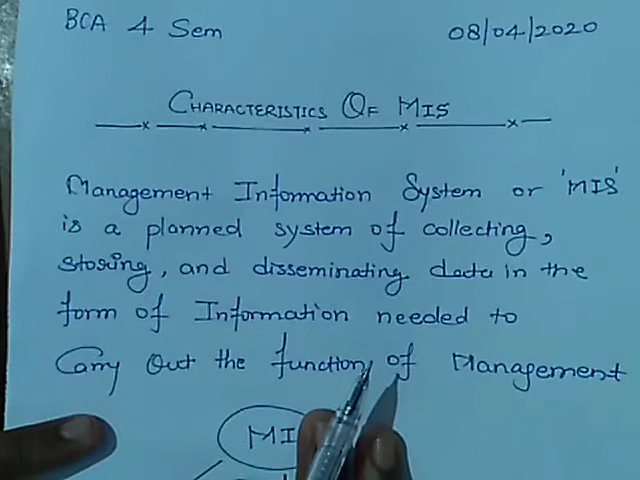 BCA 4 Sem
08/04/2020
CHARACTERISTICS OF MIS
Management Information System or 'MIS'
is a planned system of collecting,
storing, and disseminating data in the
form of Information needed to
Carry Out the function of Management
MI